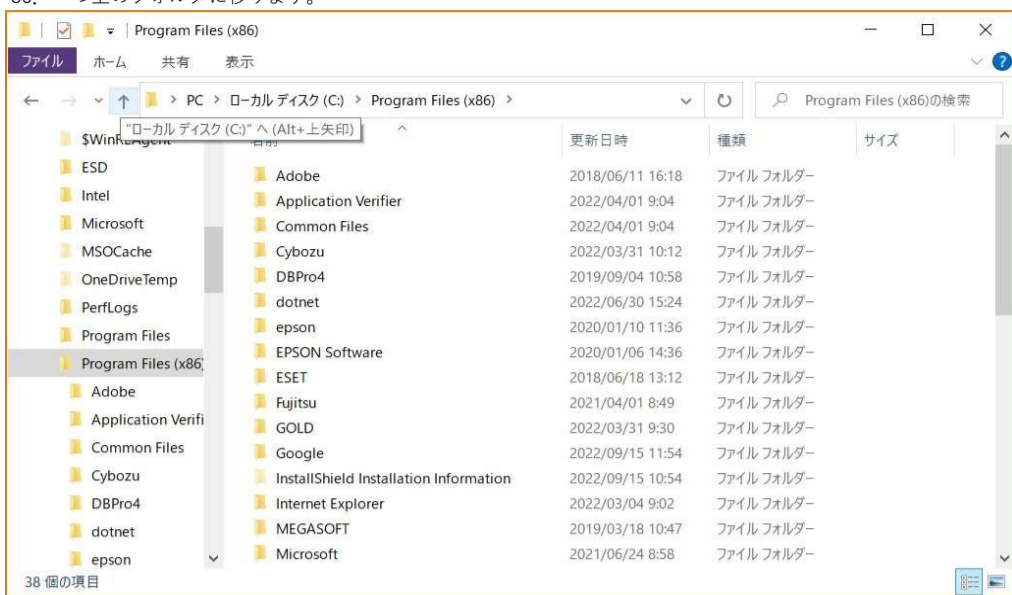 Program Files (x86)
ファイル ホーム 共有 表示
PC > ローカル ディスク (C:) > Program Files (x86) >
Program Files (x86)の検索
"ローカル ディスク (C:)" へ (Alt+上矢印)
更新日時 種類 サイズ
ESD
Intel
Microsoft
MSOCache
OneDriveTemp
PerfLogs
Program Files
Program Files (x86)
Adobe
Application Verifi
Common Files
Cybozu
DBPro4
dotnet
epson
Adobe 2018/06/11 16:18 ファイル フォルダー
Application Verifier 2022/04/01 9:04 ファイル フォルダー
Common Files 2022/04/01 9:04 ファイル フォルダー
Cybozu 2022/03/31 10:12 ファイル フォルダー
DBPro4 2019/09/04 10:58 ファイル フォルダー
dotnet 2022/06/30 15:24 ファイル フォルダー
epson 2020/01/10 11:36 ファイル フォルダー
EPSON Software 2020/01/06 14:36 ファイル フォルダー
ESET 2018/06/18 13:12 ファイル フォルダー
Fujitsu 2021/04/01 8:49 ファイル フォルダー
GOLD 2022/03/31 9:30 ファイル フォルダー
Google 2022/09/15 11:54 ファイル フォルダー
InstallShield Installation Information 2022/09/15 10:54 ファイル フォルダー
Internet Explorer 2022/03/04 9:02 ファイル フォルダー
MEGASOFT 2019/03/18 10:47 ファイル フォルダー
Microsoft 2021/06/24 8:58 ファイル フォルダー
38 個の項目